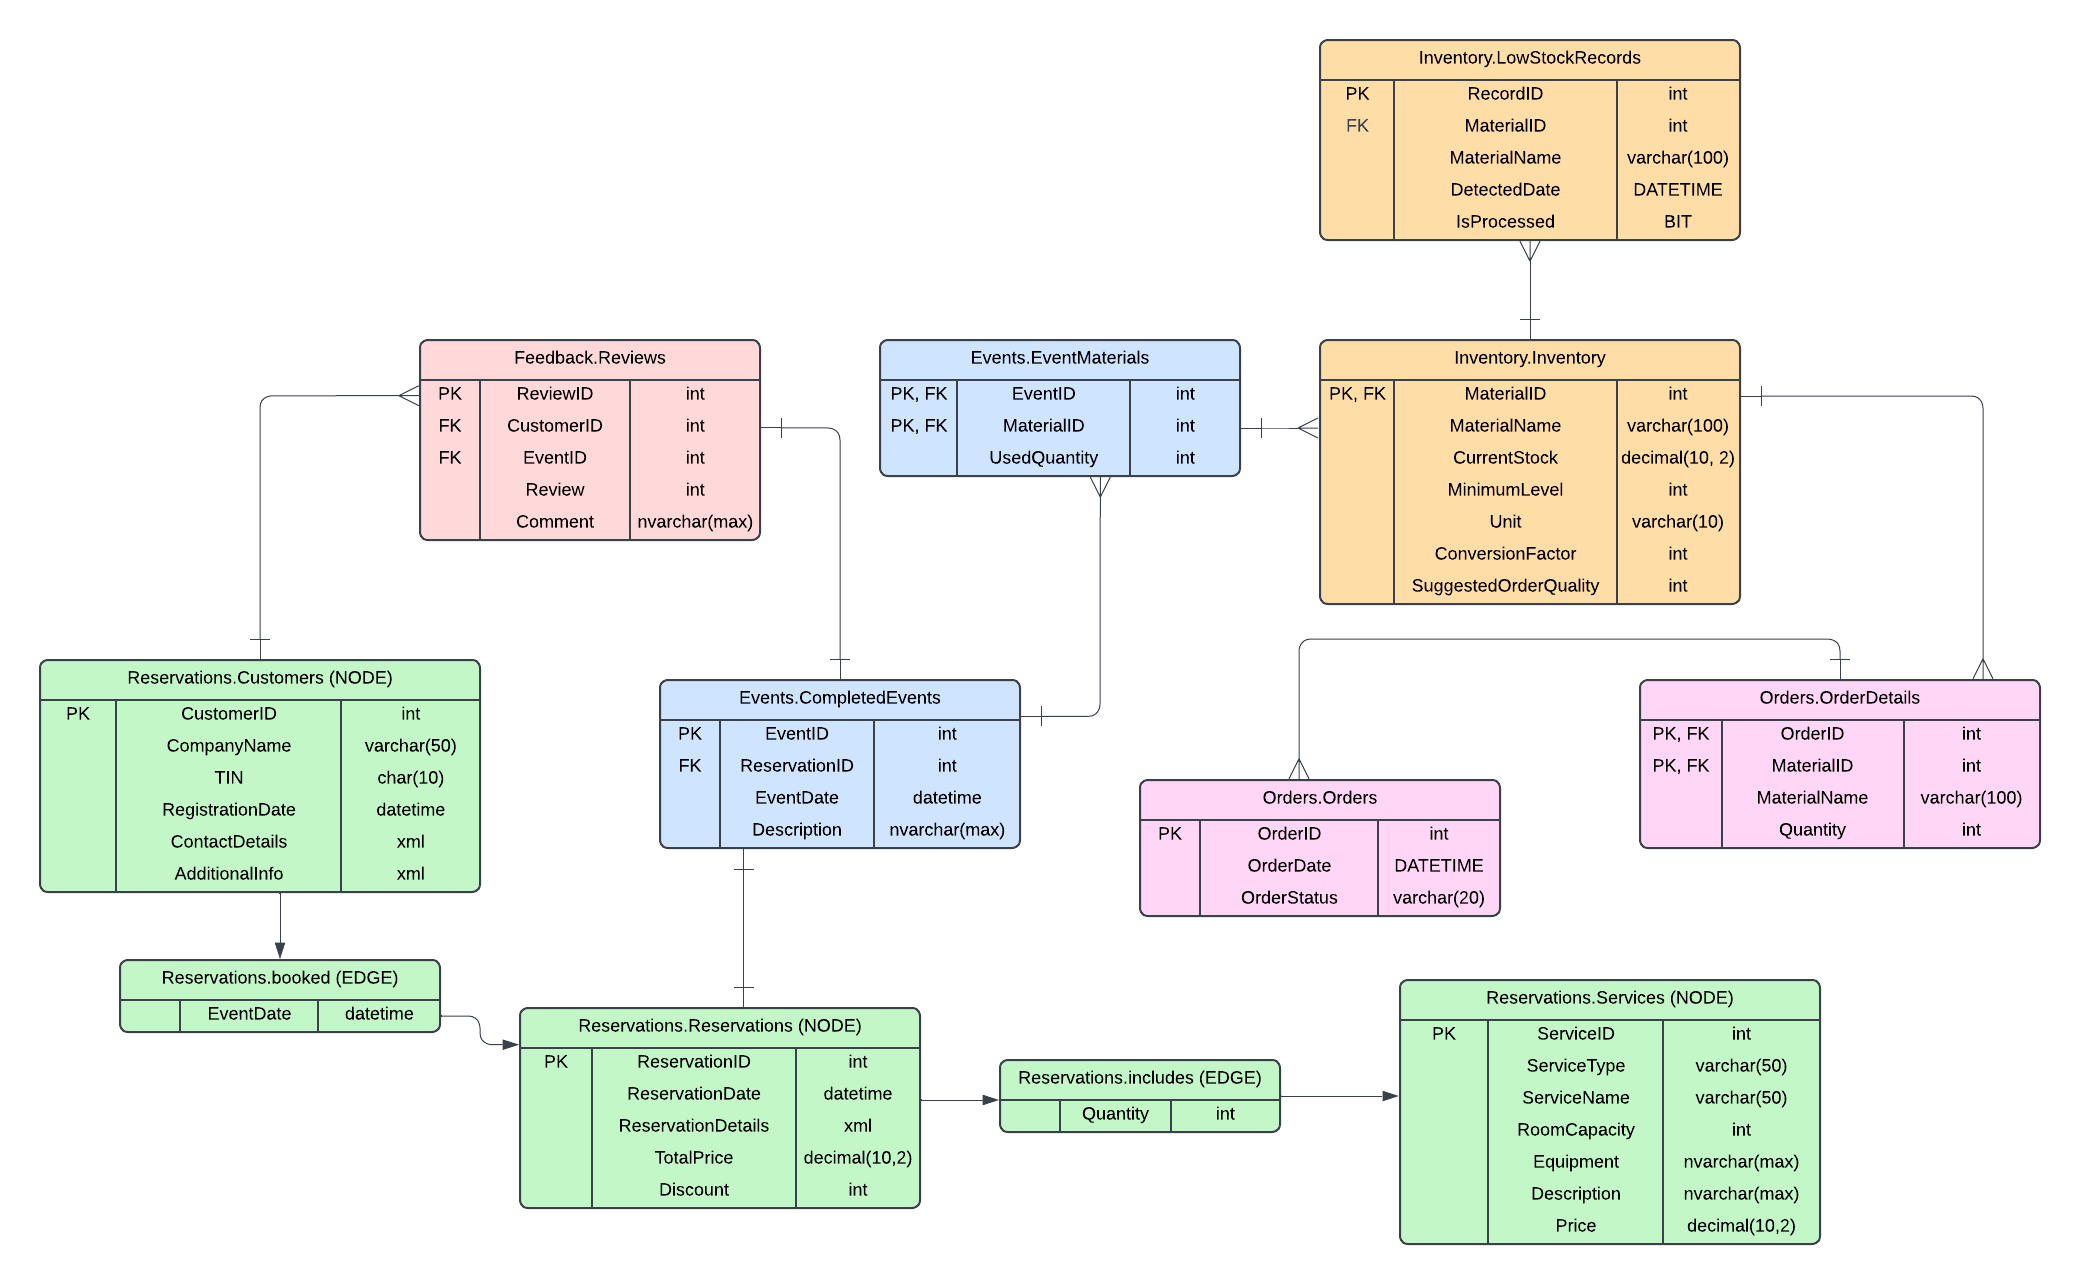 Inventory.LowStockRecords
PK RecordID int
FK MaterialID int
MaterialName varchar(100)
DetectedDate DATETIME
IsProcessed BIT
Feedback.Reviews
PK ReviewID int
FK CustomerID int
FK EventID int
Review int
Comment nvarchar(max)
Events.EventMaterials
PK, FK EventID int
PK, FK MaterialID int
UsedQuantity int
Inventory.Inventory
PK, FK MaterialID int
MaterialName varchar(100)
CurrentStock decimal(10, 2)
MinimumLevel int
Unit varchar(10)
ConversionFactor int
SuggestedOrderQuality int
Reservations.Customers (NODE)
PK CustomerID int
CompanyName varchar(50)
TIN char(10)
RegistrationDate datetime
ContactDetails xml
AdditionalInfo xml
Events.CompletedEvents
PK EventID int
FK ReservationID int
EventDate datetime
Description nvarchar(max)
Orders.Orders
PK OrderID int
OrderDate DATETIME
OrderStatus varchar(20)
Orders.OrderDetails
PK, FK OrderID int
PK, FK MaterialID int
MaterialName varchar(100)
Quantity int
Reservations.booked (EDGE)
EventDate datetime
Reservations.Reservations (NODE)
PK ReservationID int
ReservationDate datetime
ReservationDetails xml
TotalPrice decimal(10,2)
Discount int
Reservations.includes (EDGE)
Quantity int
Reservations.Services (NODE)
PK ServiceID int
ServiceType varchar(50)
ServiceName varchar(50)
RoomCapacity int
Equipment nvarchar(max)
Description nvarchar(max)
Price decimal(10,2)